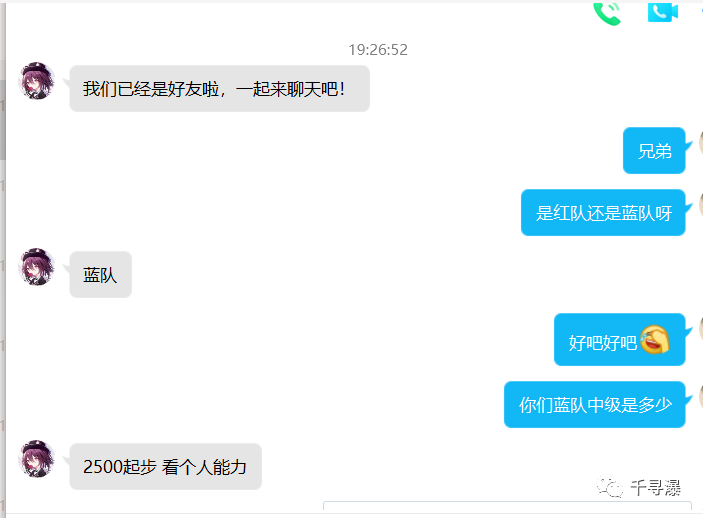 19:26:52
我们已经是好友啦，一起来聊天吧！
兄弟
是红队还是蓝队呀
蓝队
好吧好吧
你们蓝队中级是多少
2500起步 看个人能力
千寻瀑